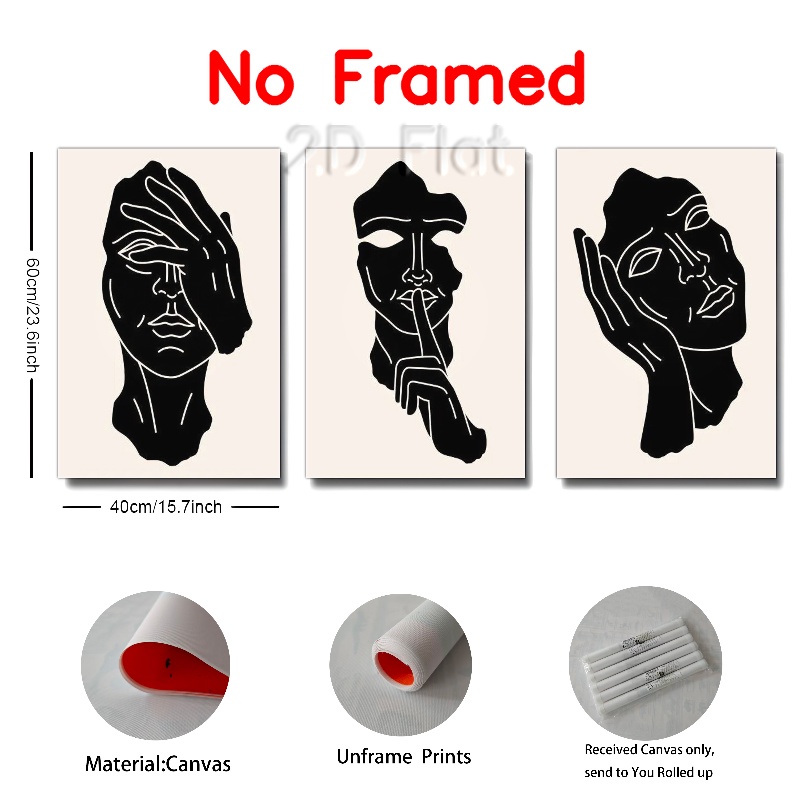 No Framed
2D Flat
60cm/23.6inch
40cm/15.7inch
Material:Canvas
Unframe Prints
Received Canvas only,
send to You Rolled up